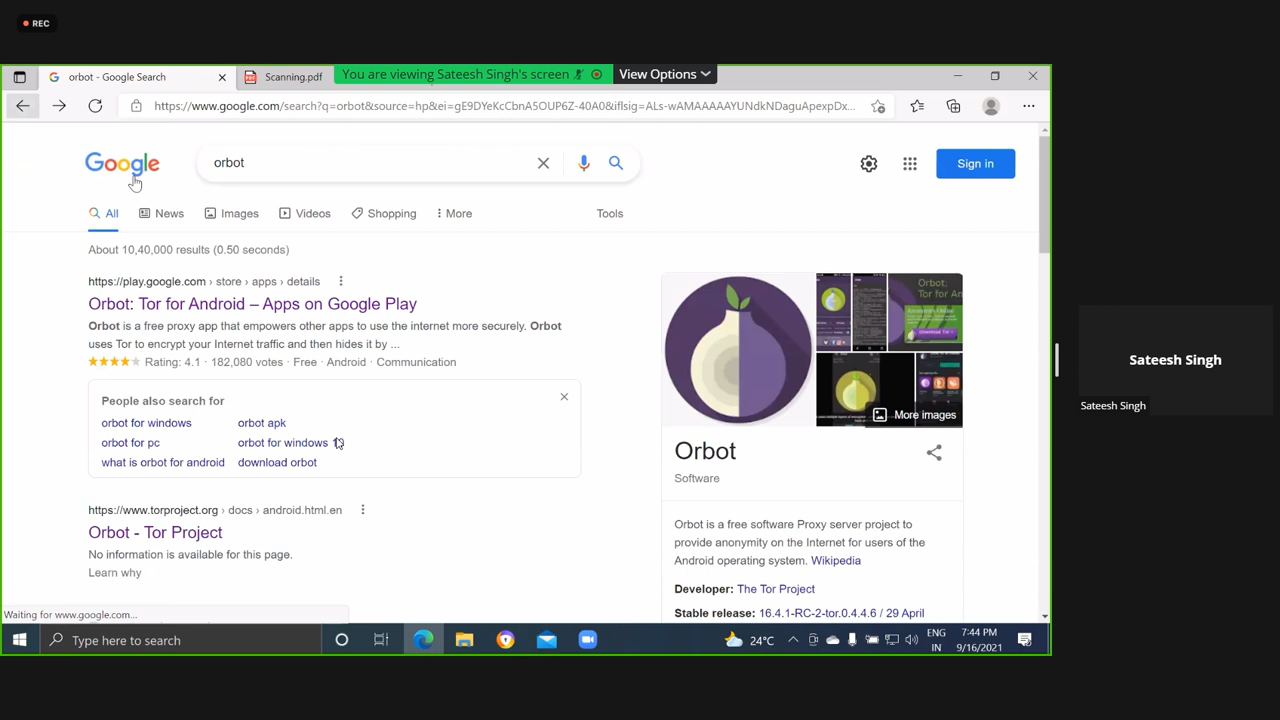 REC
orbot - Google Search
Scanning.pdf
You are viewing Sateesh Singh's screen
View Options
https://www.google.com/search?q=orbot&source=hp&ei=gE9DYeKcCbnA5OUP6Z-40A0&iflsig=ALs-wAMAAAAAYUNdkNDaguApexpDx...
Google
orbot
Sign in
All
News
Images
Videos
Shopping
More
Tools
About 10,40,000 results (0.50 seconds)
https://play.google.com › store › apps › details
Orbot: Tor for Android – Apps on Google Play
Orbot is a free proxy app that empowers other apps to use the internet more securely. Orbot
uses Tor to encrypt your Internet traffic and then hides it by ...
Rating: 4.1 · 182,080 votes · Free · Android · Communication
People also search for
orbot for windows
orbot apk
orbot for pc
orbot for windows
what is orbot for android
download orbot
https://www.torproject.org › docs › android.html.en
Orbot - Tor Project
No information is available for this page.
Learn why
Orbot:
Tor for An
More images
Orbot
Software
Orbot is a free software Proxy server project to
provide anonymity on the Internet for users of the
Android operating system. Wikipedia
Developer: The Tor Project
Stable release: 16.4.1-RC-2-tor.0.4.4.6 / 29 April
Waiting for www.google.com...
Type here to search
24°C
ENG
IN
7:44 PM
9/16/2021
Sateesh Singh
Sateesh Singh